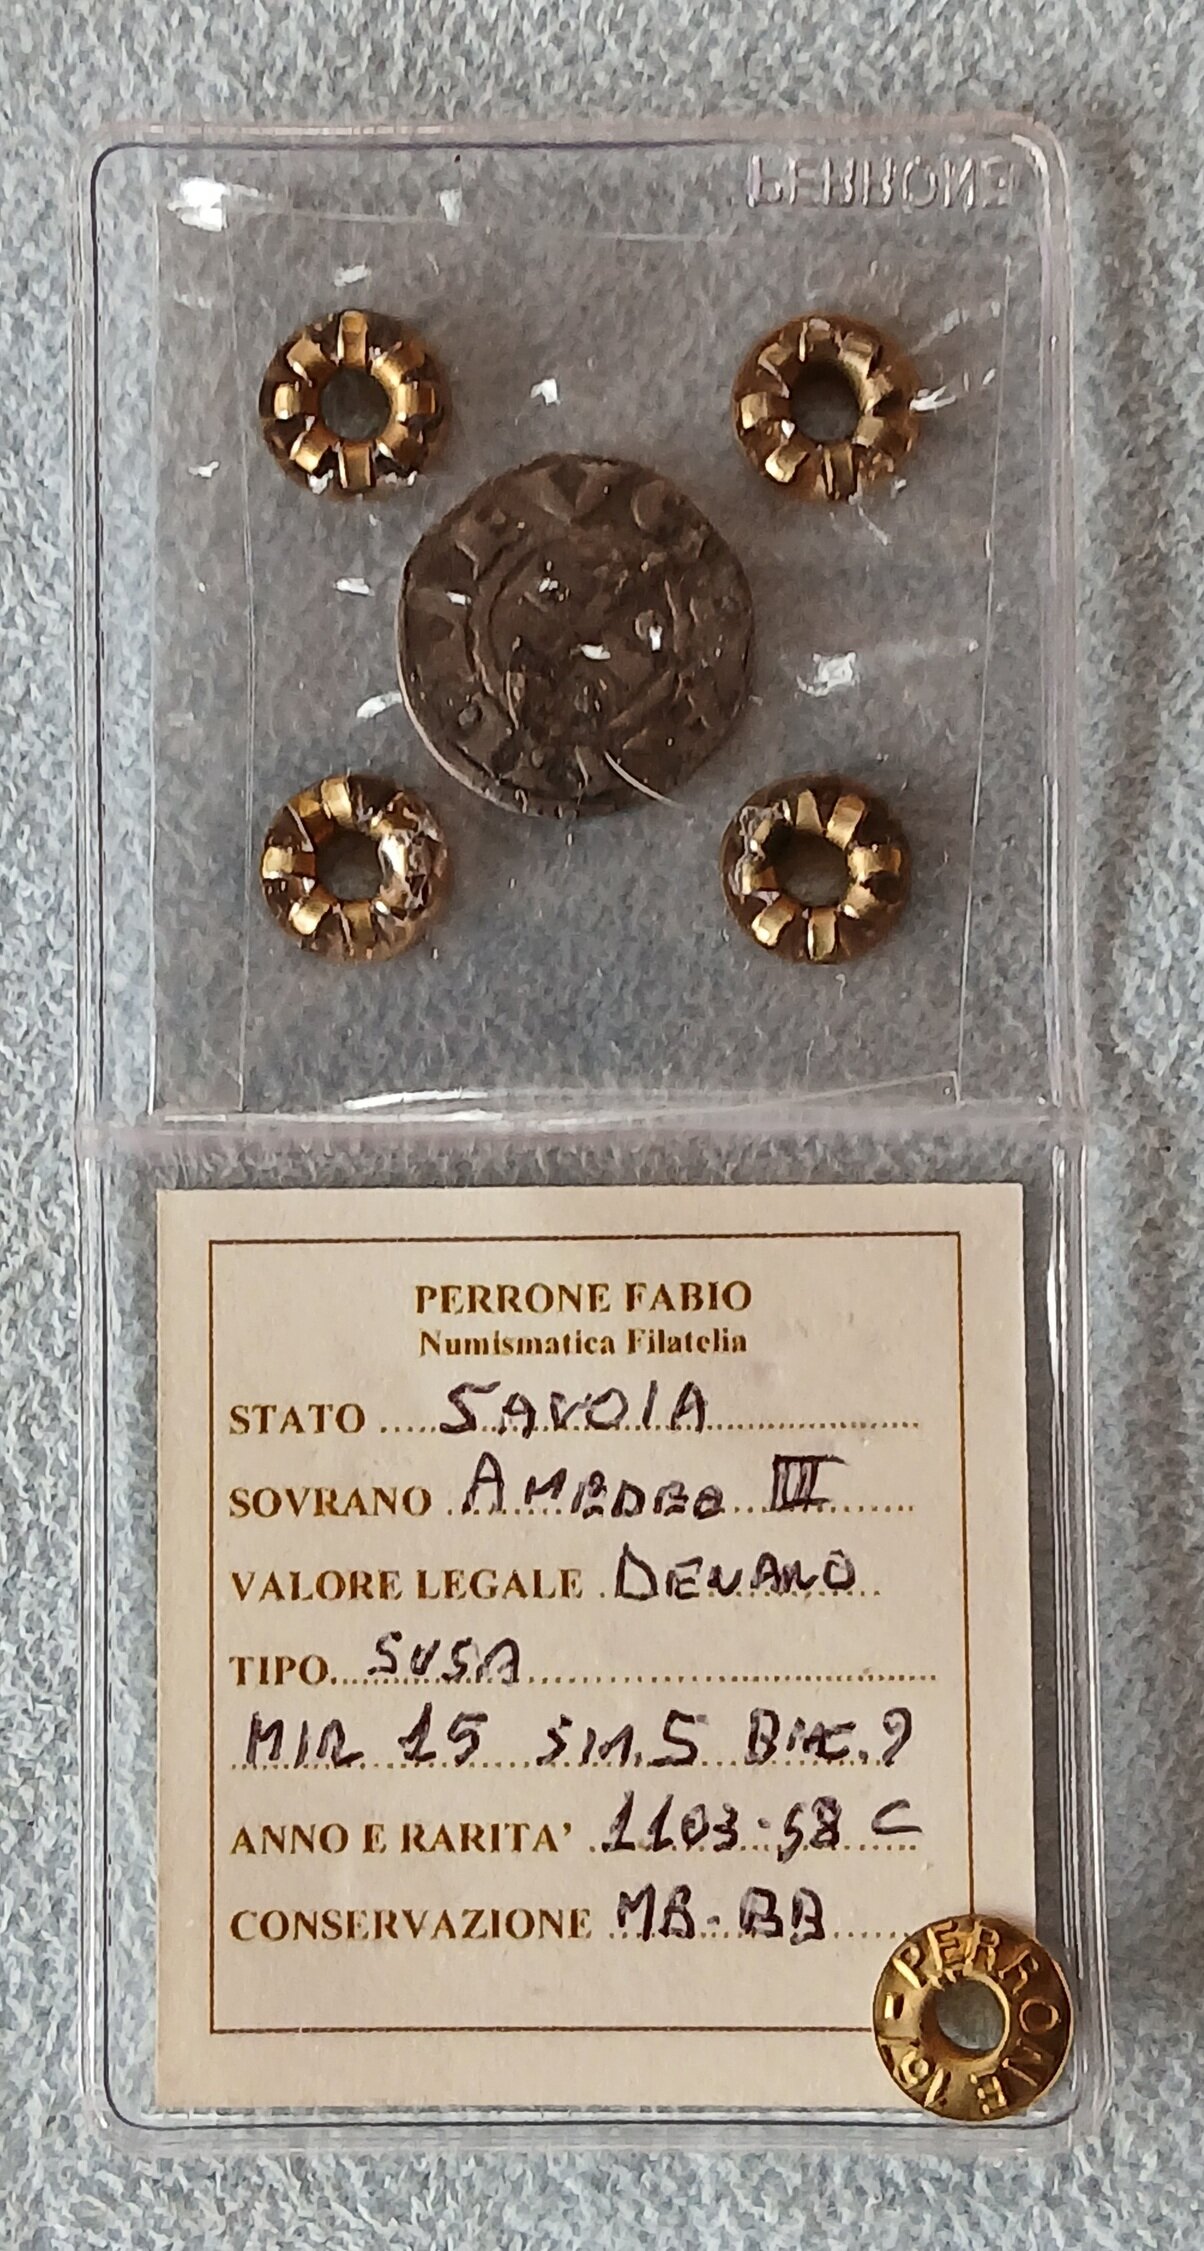 PERRONE
PERRONE FABIO
Numismatica Filatelia
STATO ..... SAVOIA
SOVRANO .. AMEDEO III
VALORE LEGALE . DENARO
TIPO... SUSA
MIR 15 SIM. 5 BMC. 9
ANNO E RARITA' . 1103-58 C
CONSERVAZIONE MB-BB
PERRONE